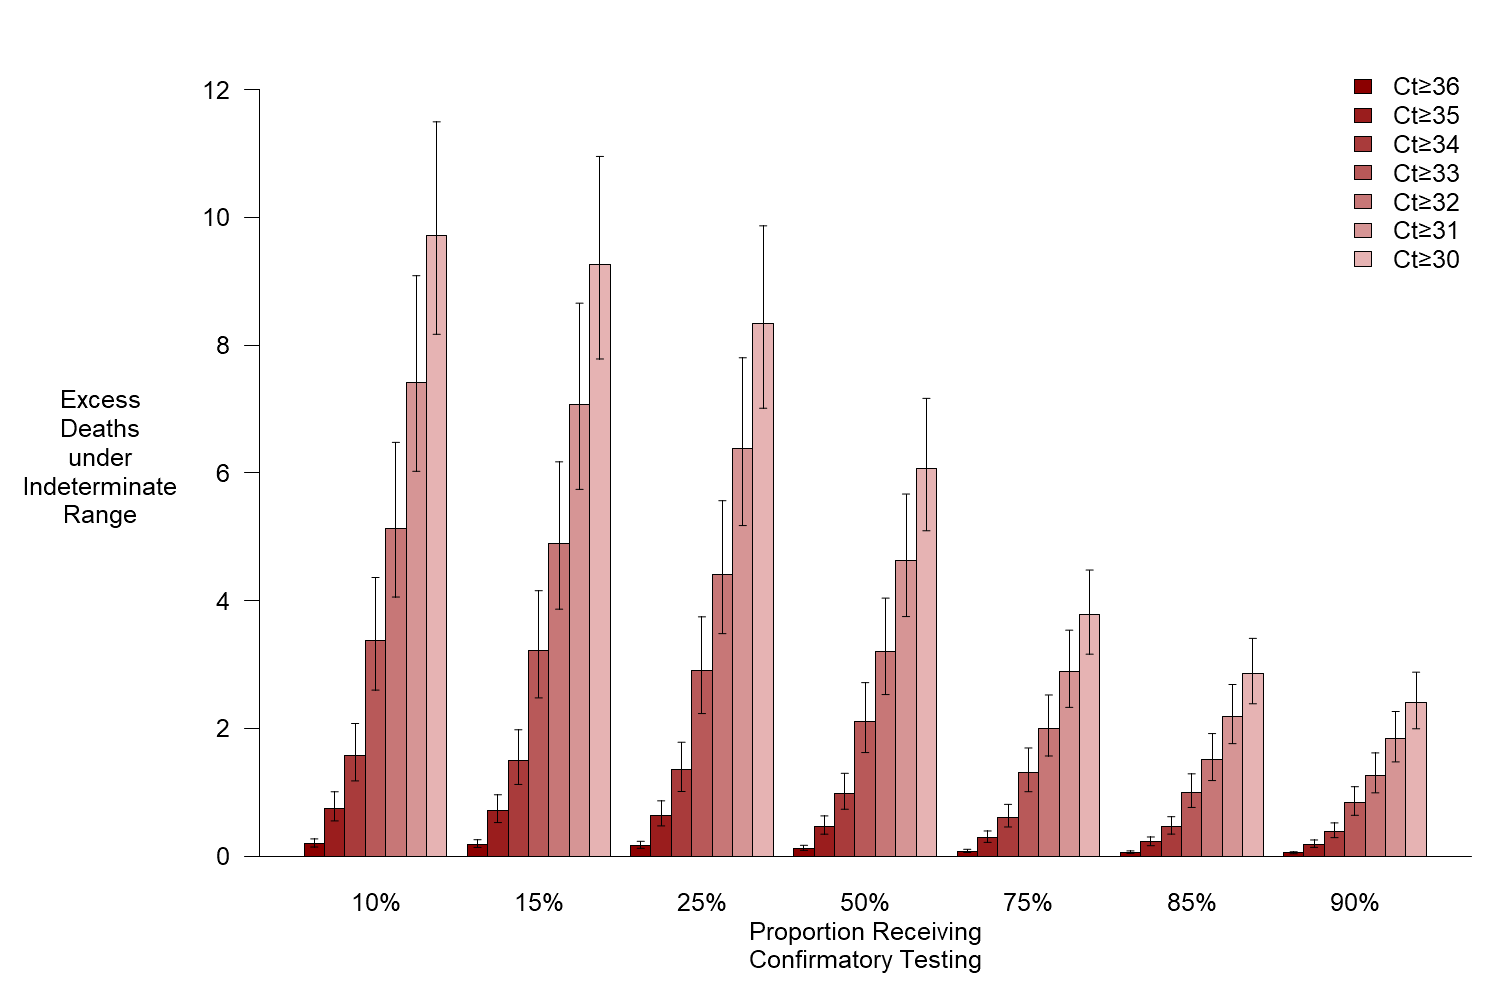 12
10
8
6
4
2
0
Excess
Deaths
under
Indeterminate
Range
Ct≥36
Ct≥35
Ct≥34
Ct≥33
Ct≥32
Ct≥31
Ct≥30
10% 15% 25% 50% 75% 85% 90%
Proportion Receiving
Confirmatory Testing